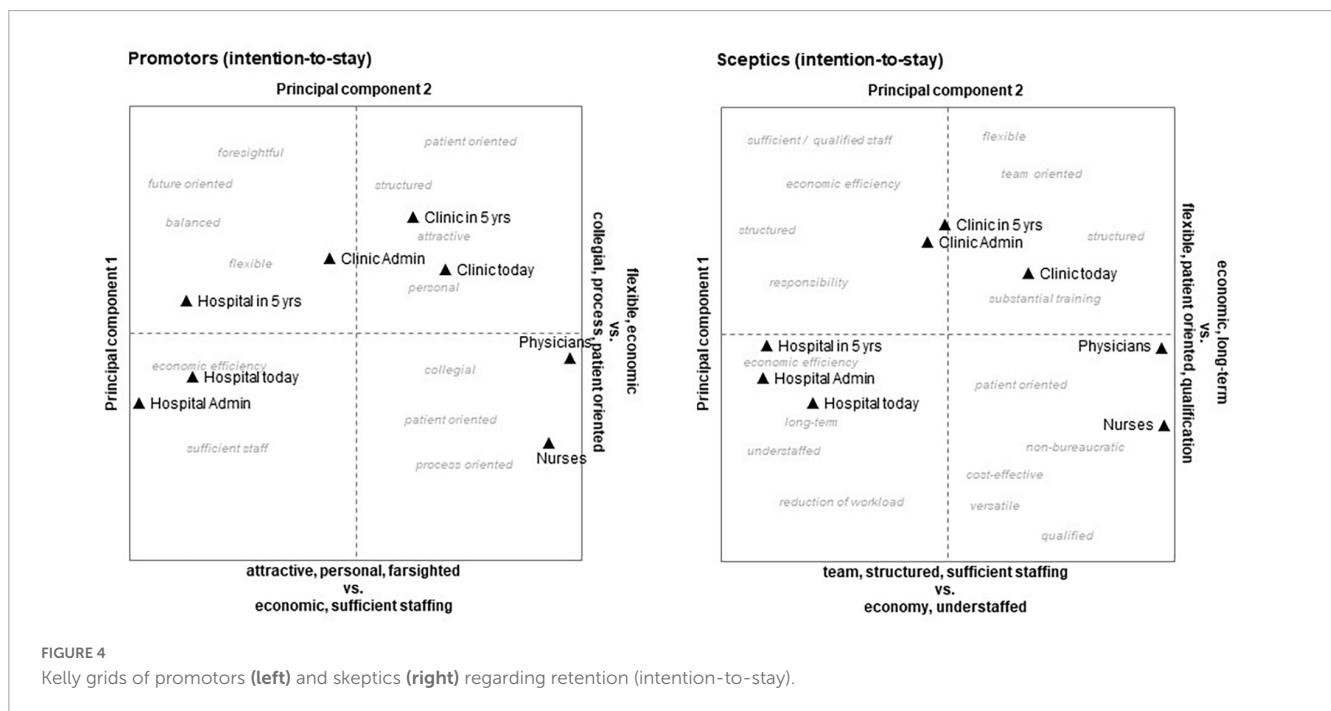 Promotors (intention-to-stay)
Principal component 2
Principal component 1
foresightful
patient oriented
future oriented
structured
balanced
▲ Clinic in 5 yrs
attractive
▲ Clinic Admin
flexible
▲ Clinic today
personal
▲ Hospital in 5 yrs
Physicians
▲
economic efficiency
▲ Hospital today
collegial
▲ Hospital Admin
patient oriented
sufficient staff
▲
Nurses
process oriented
flexible, economic
vs.
collegial, process, patient oriented
attractive, personal, farsighted
vs.
economic, sufficient staffing
Sceptics (intention-to-stay)
Principal component 2
Principal component 1
sufficient / qualified staff
flexible
economic efficiency
team oriented
structured
▲ Clinic in 5 yrs
▲ Clinic Admin
structured
responsibility
▲ Clinic today
substantial training
▲ Hospital in 5 yrs
Physicians ▲
economic efficiency
▲ Hospital Admin
patient oriented
▲ Hospital today
long-term
Nurses ▲
understaffed
non-bureaucratic
cost-effective
reduction of workload
versatile
qualified
economic, long-term
vs.
flexible, patient oriented, qualification
team, structured, sufficient staffing
vs.
economy, understaffed
FIGURE 4
Kelly grids of promotors (left) and skeptics (right) regarding retention (intention-to-stay).